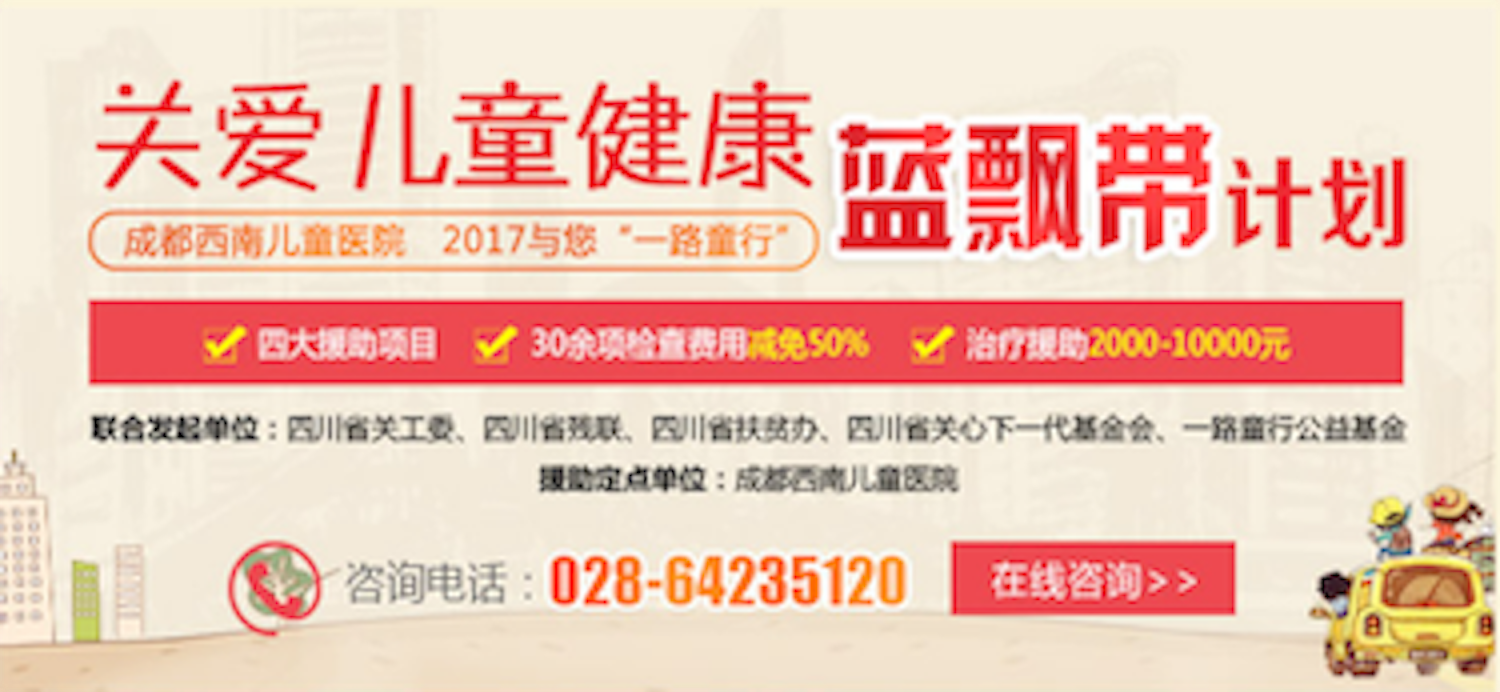 关爱儿童健康 蓝飘带计划
成都西南儿童医院 2017与您“一路童行”
四大援助项目 30余项检查费用减免50% 治疗援助2000-10000元
联合发起单位：四川省关工委、四川省残联、四川省扶贫办、四川省关心下一代基金会、一路童行公益基金
援助定点单位：成都西南儿童医院
咨询电话：028-64235120 在线咨询>>